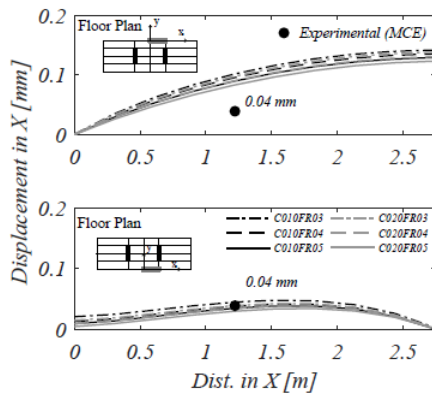 Displacement in X [mm]
Floor Plan
y
x
Experimental (MCE)
0.04 mm
0.2
0.1
0
0 0.5 1 1.5 2 2.5
Floor Plan
y
x
C010FR03 C020FR03
C010FR04 C020FR04
C010FR05 C020FR05
0.04 mm
0.2
0.1
0
0 0.5 1 1.5 2 2.5
Dist. in X [m]